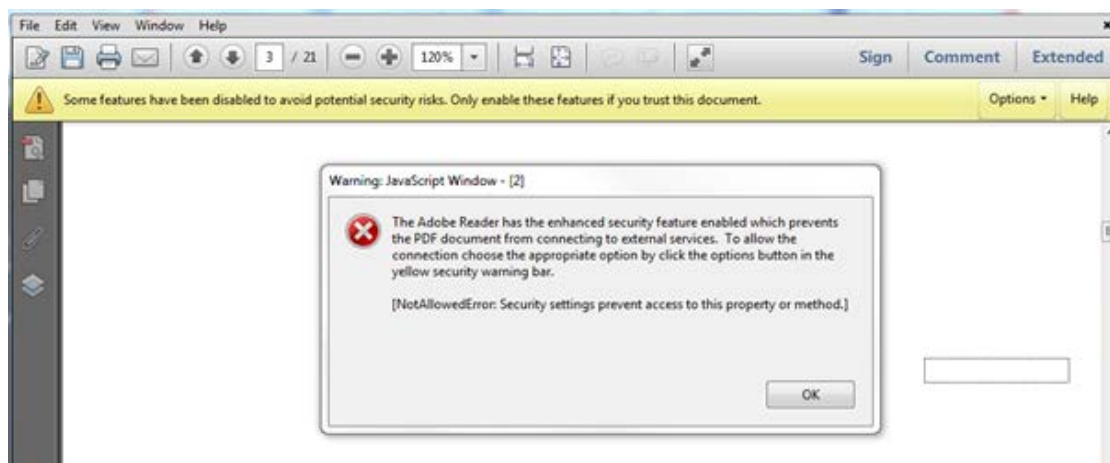 File Edit View Window Help
3 / 21 120% Sign Comment Extended
Some features have been disabled to avoid potential security risks. Only enable these features if you trust this document. Options Help
Warning: JavaScript Window - [2]
The Adobe Reader has the enhanced security feature enabled which prevents
the PDF document from connecting to external services. To allow the
connection choose the appropriate option by click the options button in the
yellow security warning bar.
[NotAllowedError: Security settings prevent access to this property or method.]
OK